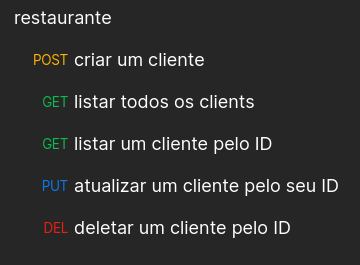 restaurante
POST criar um cliente
GET listar todos os clients
GET listar um cliente pelo ID
PUT atualizar um cliente pelo seu ID
DEL deletar um cliente pelo ID